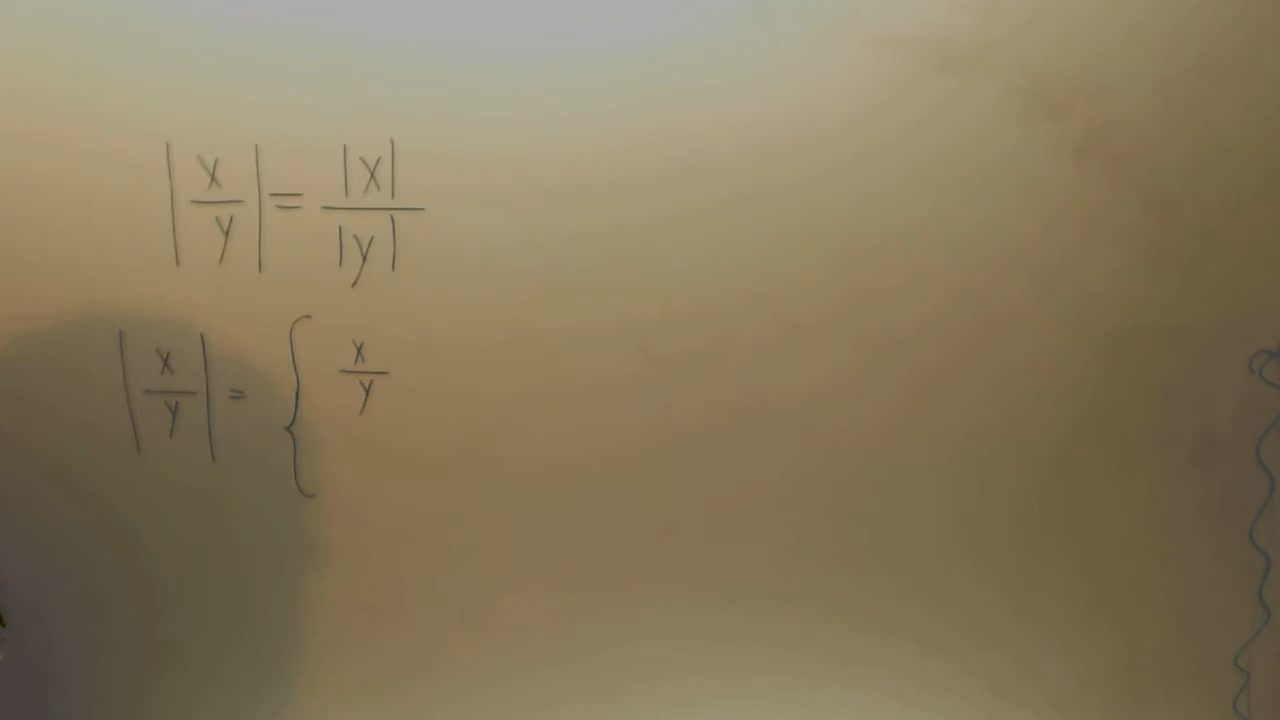 |x/y| = |x|/|y|
|x/y| = { x/y